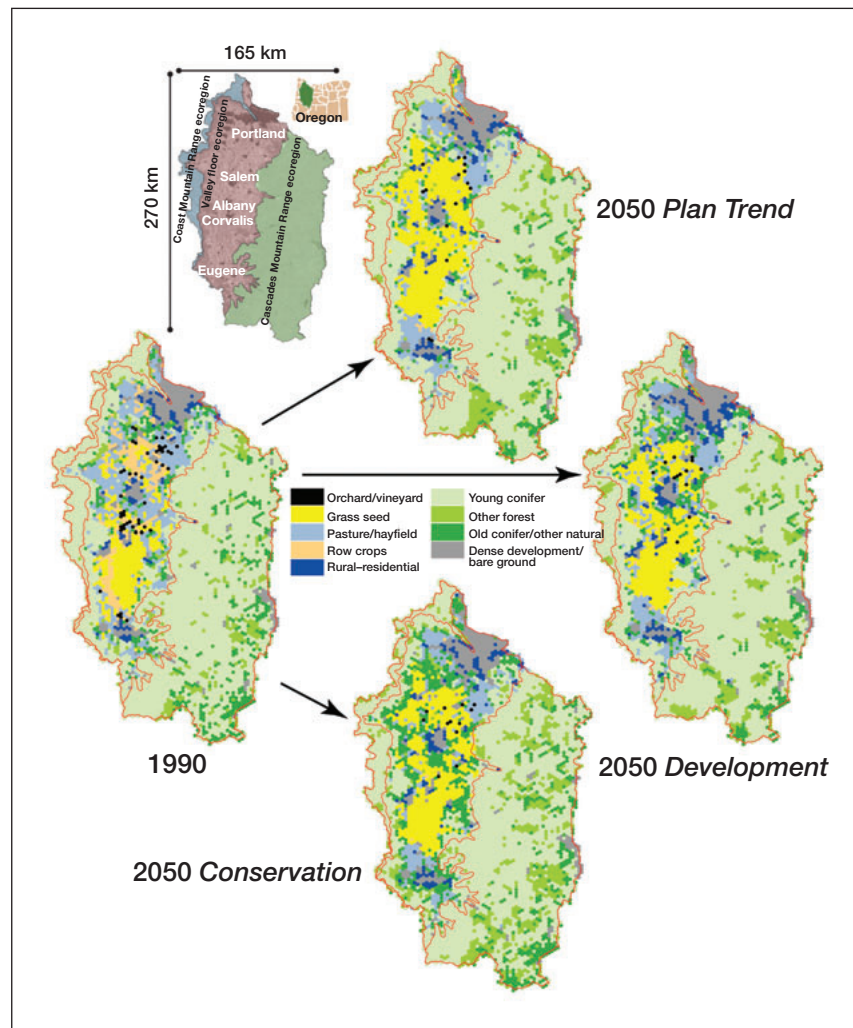 165 km
270 km
Coast Mountain Range ecoregion
Valley floor ecoregion
Cascades Mountain Range ecoregion
Oregon
Portland
Salem
Albany
Corvalis
Eugene
2050 Plan Trend
Orchard/vineyard
Grass seed
Pasture/hayfield
Row crops
Rural–residential
Young conifer
Other forest
Old conifer/other natural
Dense development/
bare ground
1990
2050 Development
2050 Conservation